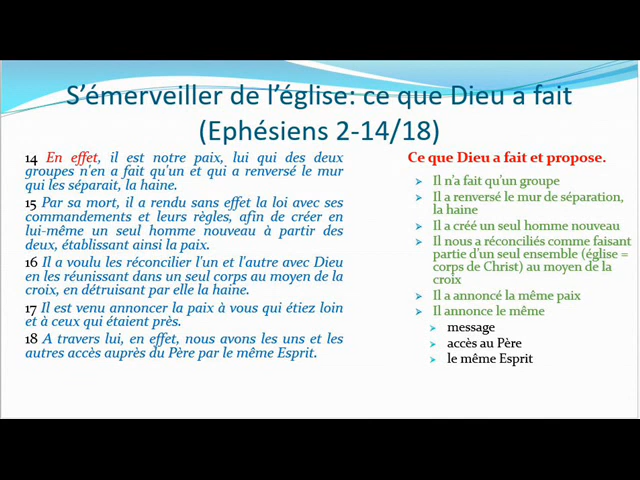 S'émerveiller de l'église: ce que Dieu a fait
(Ephésiens 2-14/18)
14 En effet, il est notre paix, lui qui des deux
groupes n'en a fait qu'un et qui a renversé le mur
qui les séparait, la haine.
15 Par sa mort, il a rendu sans effet la loi avec ses
commandements et leurs règles, afin de créer en
lui-même un seul homme nouveau à partir des
deux, établissant ainsi la paix.
16 Il a voulu les réconcilier l'un et l'autre avec Dieu
en les réunissant dans un seul corps au moyen de la
croix, en détruisant par elle la haine.
17 Il est venu annoncer la paix à vous qui étiez loin
et à ceux qui étaient près.
18 A travers lui, en effet, nous avons les uns et les
autres accès auprès du Père par le même Esprit.
Ce que Dieu a fait et propose.
Il n'a fait qu'un groupe
Il a renversé le mur de séparation,
la haine
Il a créé un seul homme nouveau
Il nous a réconciliés comme faisant
partie d'un seul ensemble (église =
corps de Christ) au moyen de la
croix
Il a annoncé la même paix
Il annonce le même
message
accès au Père
le même Esprit